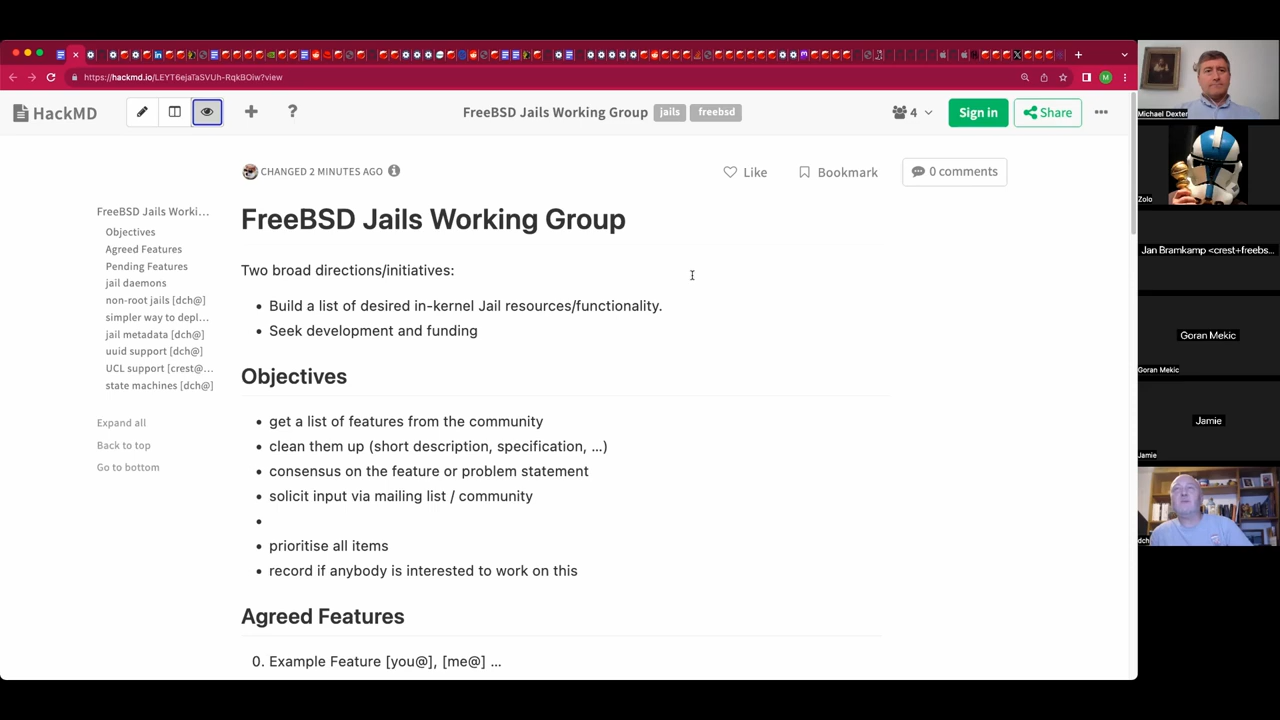 https://hackmd.io/LEYT6ejaTaSVUh-RqkBOiw?view
M
HackMD
FreeBSD Jails Working Group jails freebsd
4
Sign in
Share
CHANGED 2 MINUTES AGO
Like
Bookmark
0 comments
FreeBSD Jails Worki...
Objectives
Agreed Features
Pending Features
jail daemons
non-root jails [dch@]
simpler way to depl...
jail metadata [dch@]
uuid support [dch@]
UCL support [crest@...
state machines [dch@]
Expand all
Back to top
Go to bottom
FreeBSD Jails Working Group
Two broad directions/initiatives:
• Build a list of desired in-kernel Jail resources/functionality.
• Seek development and funding
Objectives
• get a list of features from the community
• clean them up (short description, specification, ...)
• consensus on the feature or problem statement
• solicit input via mailing list / community
•
• prioritise all items
• record if anybody is interested to work on this
Agreed Features
0. Example Feature [you@], [me@] ...
Michael Dexter
Zolo
Jan Bramkamp <crest+freebs...
Goran Mekic
Goran Mekic
Jamie
Jamie
dch